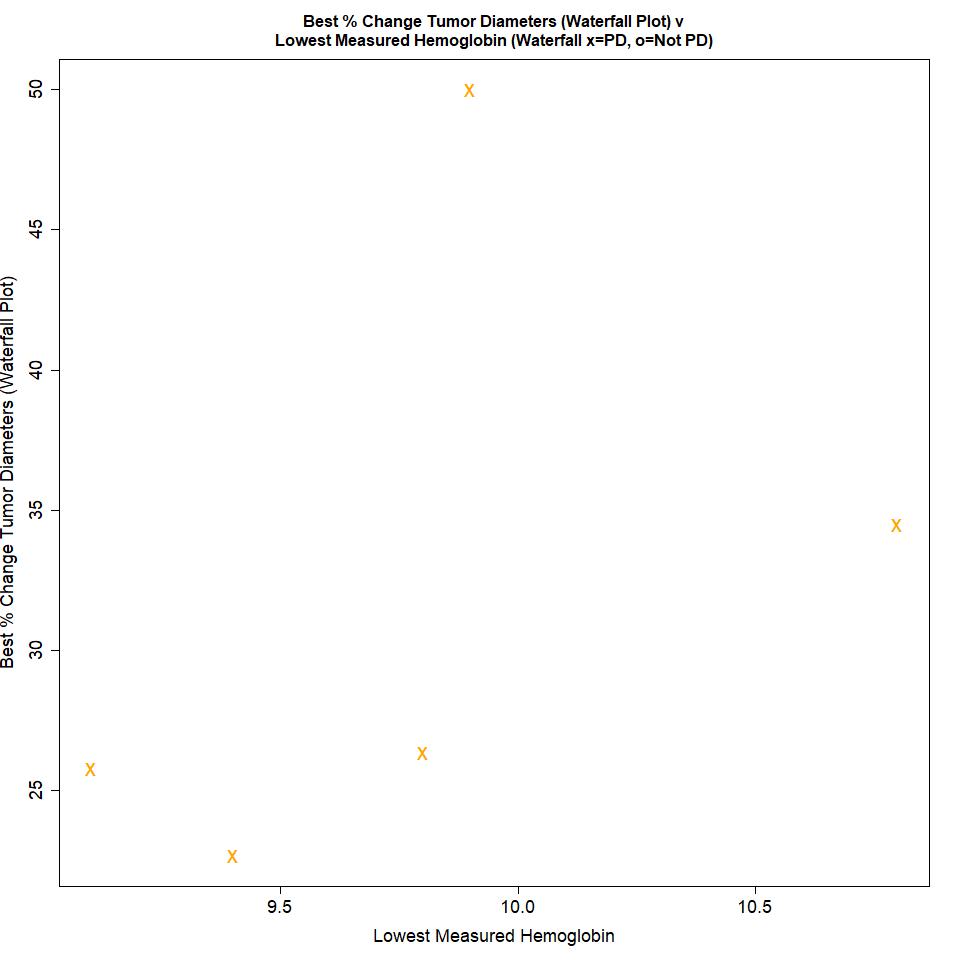 Best % Change Tumor Diameters (Waterfall Plot) v
Lowest Measured Hemoglobin (Waterfall x=PD, o=Not PD)
Best % Change Tumor Diameters (Waterfall Plot)
50
45
40
35
30
25
X
X
X
X
X
9.5
10.0
10.5
Lowest Measured Hemoglobin